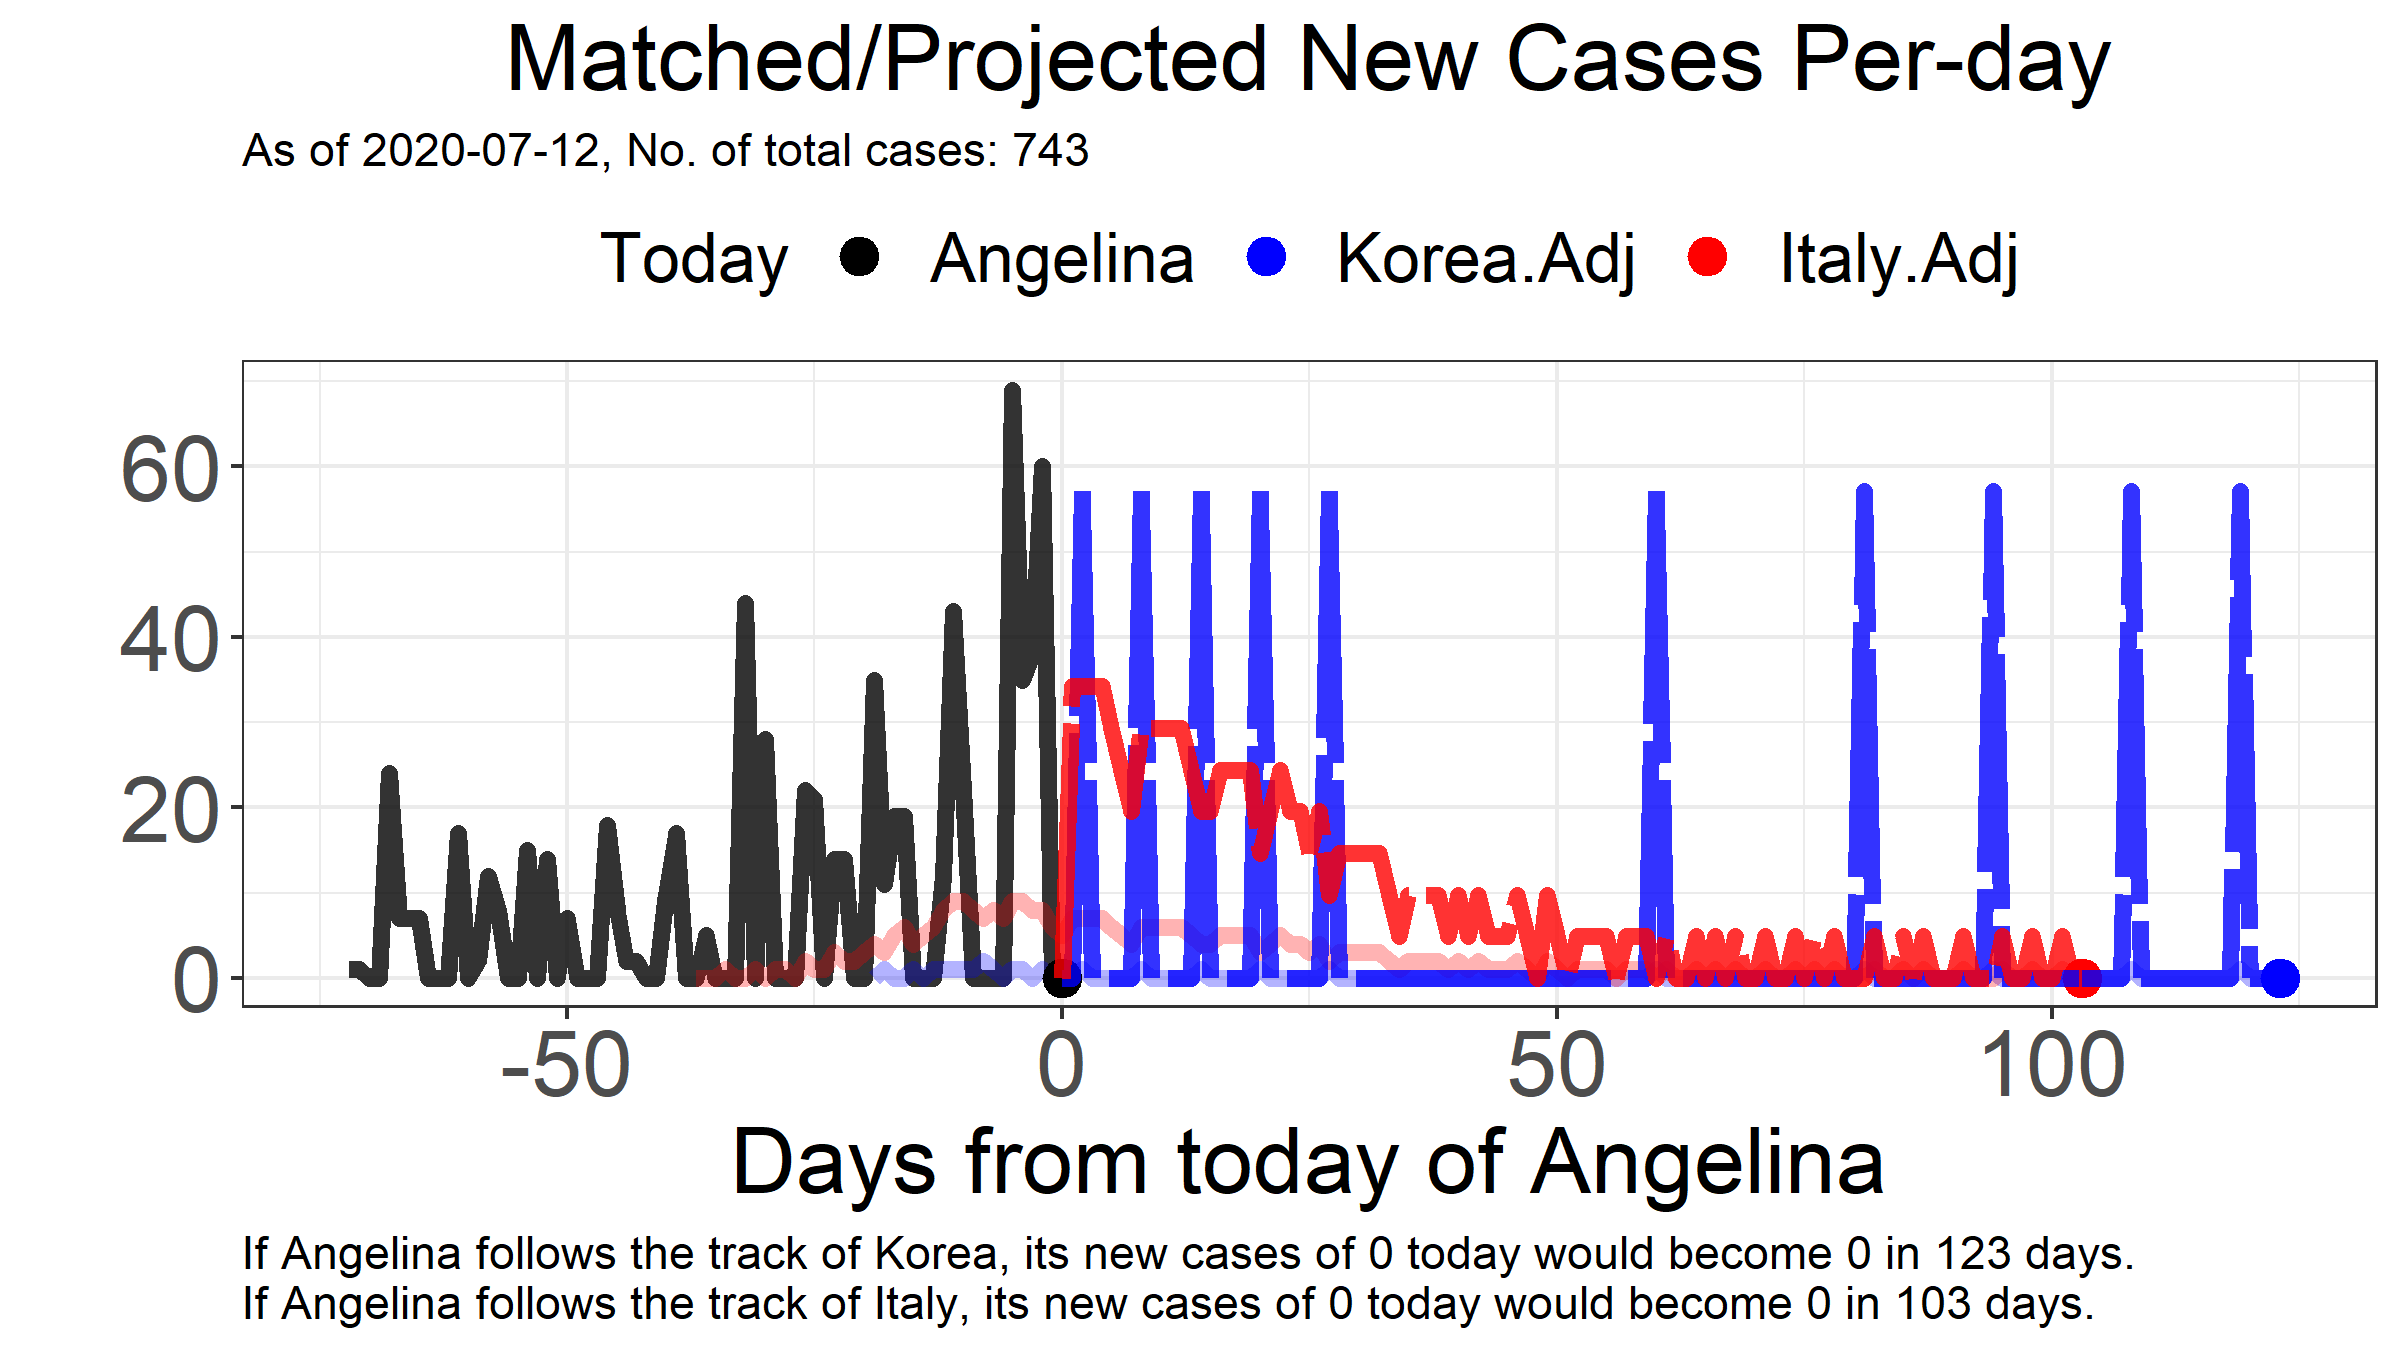 Matched/Projected New Cases Per-day
As of 2020-07-12, No. of total cases: 743
Today Angelina Korea.Adj Italy.Adj
60
40
20
0
-50 0 50 100
Days from today of Angelina
If Angelina follows the track of Korea, its new cases of 0 today would become 0 in 123 days.
If Angelina follows the track of Italy, its new cases of 0 today would become 0 in 103 days.